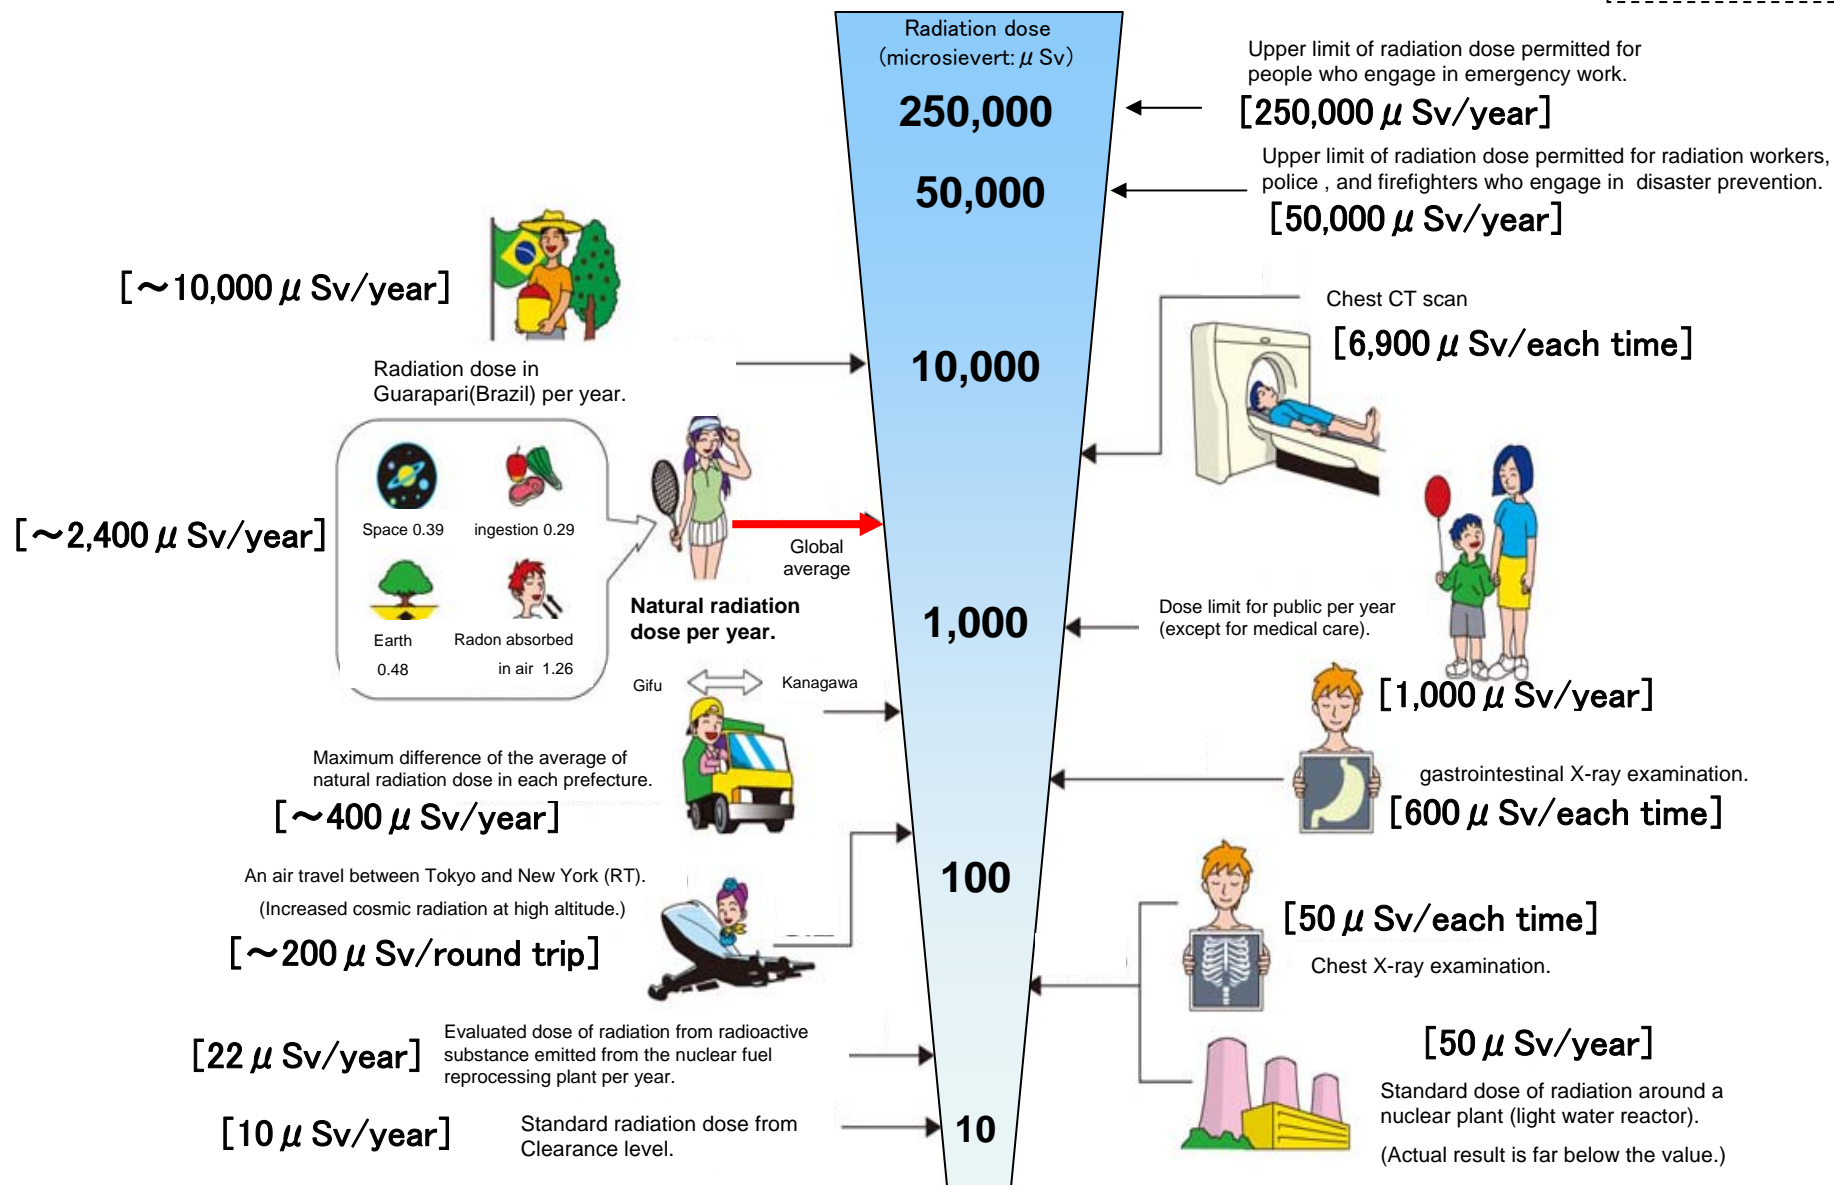 Radiation dose
(microsievert: μ Sv)
250,000
50,000
10,000
1,000
100
10
Upper limit of radiation dose permitted for
people who engage in emergency work.
[250,000 μ Sv/year]
Upper limit of radiation dose permitted for radiation workers,
police , and firefighters who engage in disaster prevention.
[50,000 μ Sv/year]
[~10,000 μ Sv/year]
Radiation dose in
Guarapari(Brazil) per year.
Chest CT scan
[6,900 μ Sv/each time]
[~2,400 μ Sv/year]
Space 0.39
ingestion 0.29
Earth
0.48
Radon absorbed
in air 1.26
Global
average
Natural radiation
dose per year.
Dose limit for public per year
(except for medical care).
[1,000 μ Sv/year]
Gifu
Kanagawa
Maximum difference of the average of
natural radiation dose in each prefecture.
[~400 μ Sv/year]
gastrointestinal X-ray examination.
[600 μ Sv/each time]
An air travel between Tokyo and New York (RT).
(Increased cosmic radiation at high altitude.)
[~200 μ Sv/round trip]
[50 μ Sv/each time]
Chest X-ray examination.
[22 μ Sv/year]
Evaluated dose of radiation from radioactive
substance emitted from the nuclear fuel
reprocessing plant per year.
[50 μ Sv/year]
Standard dose of radiation around a
nuclear plant (light water reactor).
(Actual result is far below the value.)
[10 μ Sv/year]
Standard radiation dose from
Clearance level.